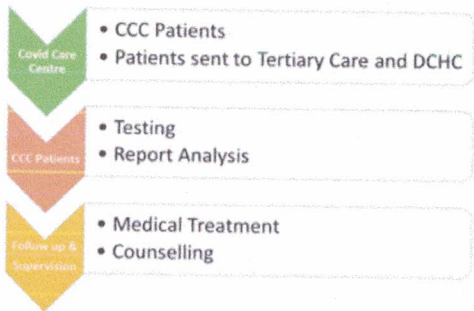 Covid Care
Centre
• CCC Patients
• Patients sent to Tertiary Care and DCHC
CCC Patients
• Testing
• Report Analysis
Follow up &
Supervision
• Medical Treatment
• Counselling